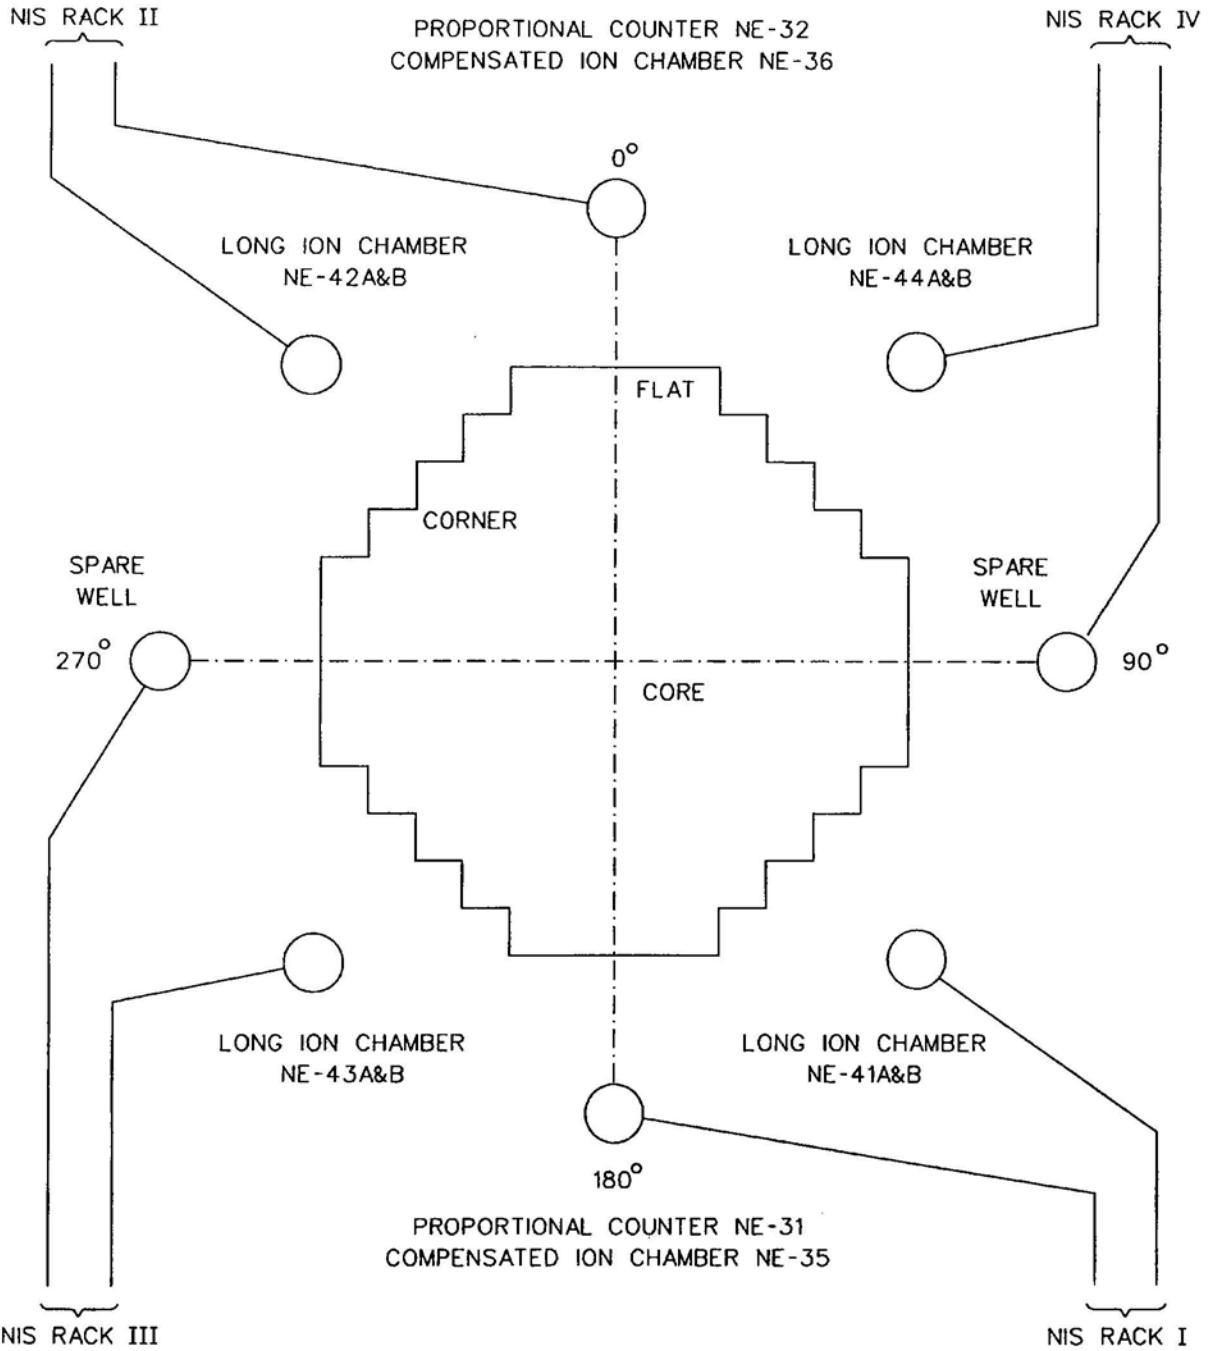 NIS RACK II
PROPORTIONAL COUNTER NE-32
COMPENSATED ION CHAMBER NE-36
NIS RACK IV
0°
LONG ION CHAMBER
NE-42A&B
LONG ION CHAMBER
NE-44A&B
FLAT
CORNER
SPARE
WELL
270°
SPARE
WELL
90°
CORE
LONG ION CHAMBER
NE-43A&B
LONG ION CHAMBER
NE-41A&B
180°
PROPORTIONAL COUNTER NE-31
COMPENSATED ION CHAMBER NE-35
NIS RACK III
NIS RACK I